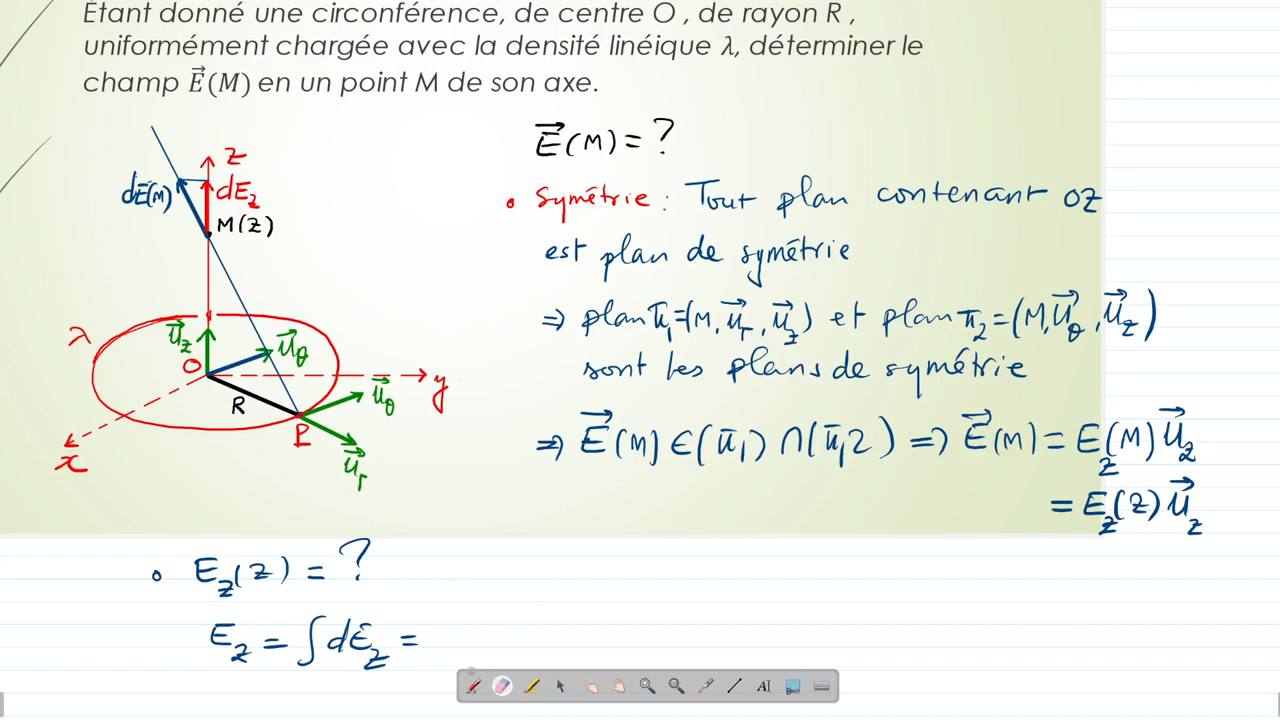 Étant donné une circonférence, de centre O , de rayon R ,
uniformément chargée avec la densité linéique λ, déterminer le
champ E⃗(M) en un point M de son axe.
E⃗(M) = ?
• Symétrie : Tout plan contenant OZ
est plan de symétrie
⇒ plan π₁=(M,u⃗r,u⃗z) et plan π₂=(M,u⃗θ,u⃗z)
sont les plans de symétrie
⇒ E⃗(M) ∈(π₁) ∩(π₁2) ⇒ E⃗(M) = Ez(M) u⃗z
= Ez(z) u⃗z
z
dE⃗(M)
dEz
M(z)
λ
u⃗z
u⃗θ
O
y
u⃗θ
R
P
x
u⃗r
• Ez(z) = ?
Ez = ∫ dEz =
AI